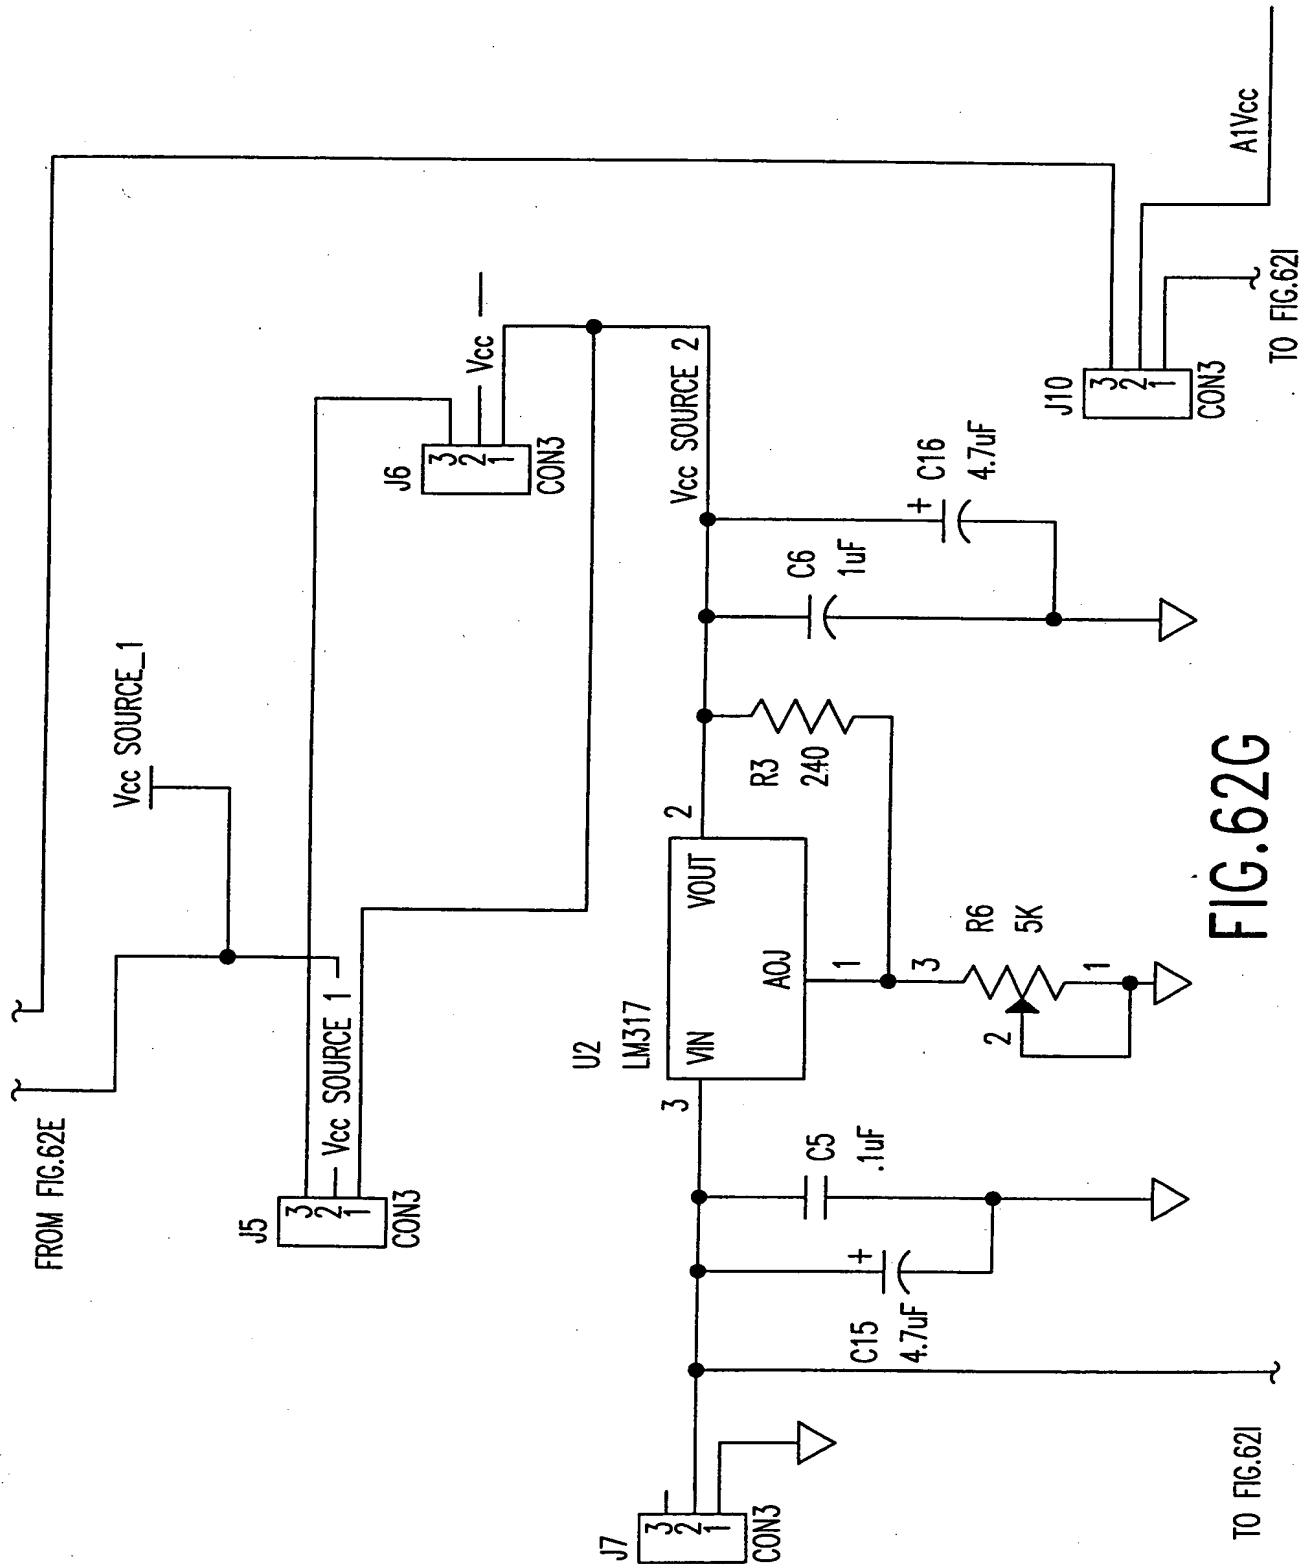 FROM FIG.62E
Vcc SOURCE_1
J5
3
2
1
CON3
Vcc SOURCE 1
J6
3
2
1
CON3
Vcc
U2
LM317
VIN
VOUT
AOJ
3
2
1
Vcc SOURCE 2
J7
3
2
1
CON3
C15
4.7uF
+
C5
.1uF
R3
240
R6
5K
3
2
1
C6
1uF
+
C16
4.7uF
J10
3
2
1
CON3
A1Vcc
TO FIG.62I
TO FIG.62I
FIG.62G